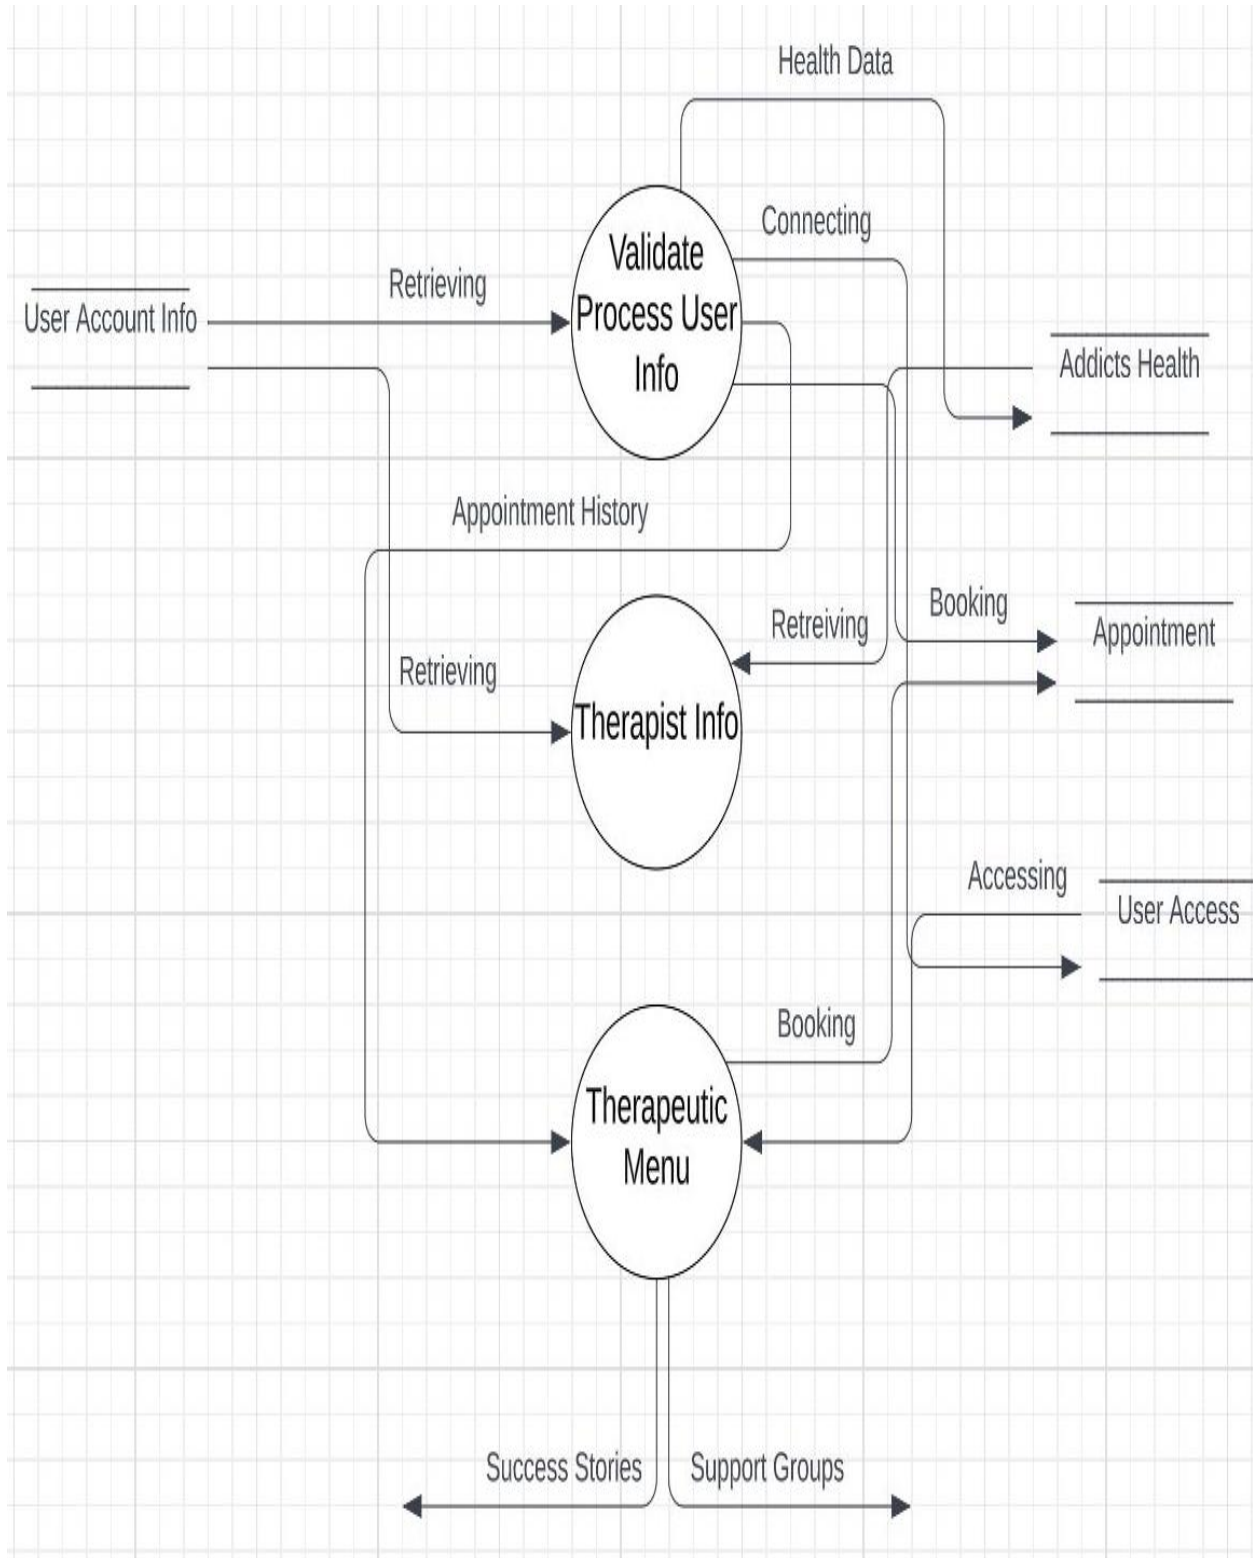 Health Data
Connecting
Validate
Process User
Info
Retrieving
User Account Info
Addicts Health
Appointment History
Booking
Retreiving
Appointment
Retrieving
Therapist Info
Accessing
User Access
Booking
Therapeutic
Menu
Success Stories
Support Groups